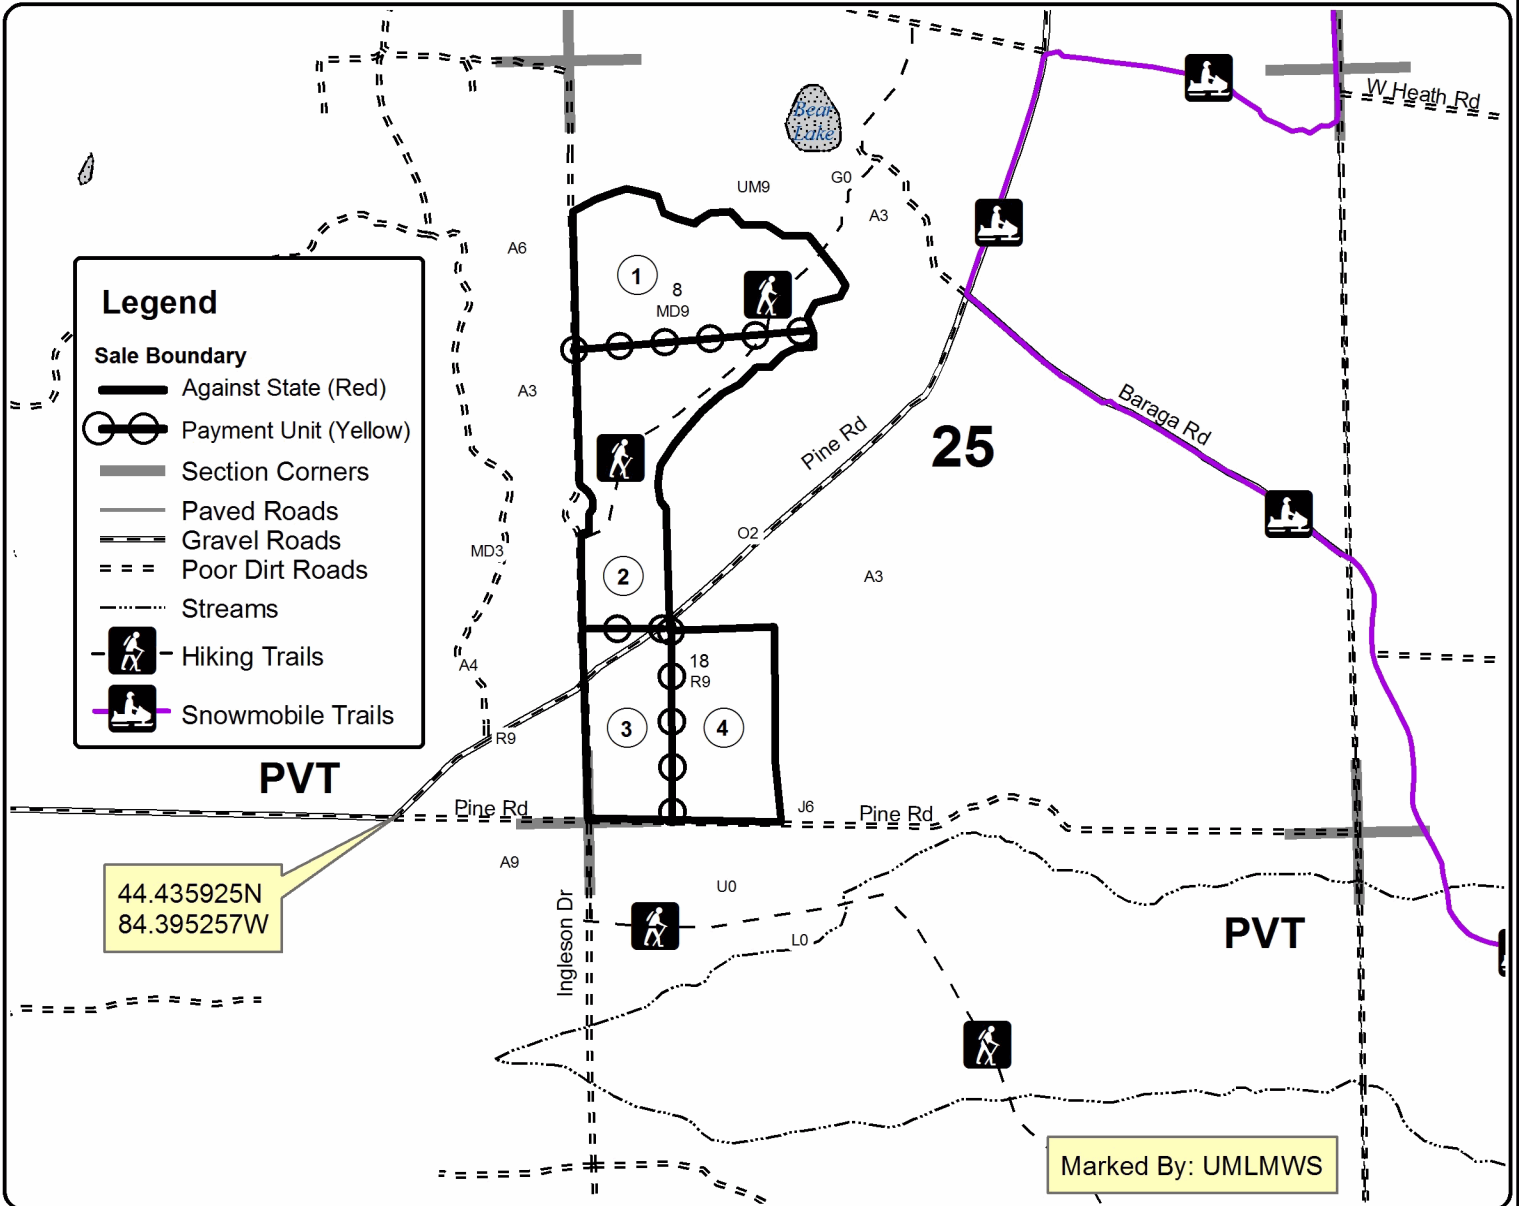 Bear
Lake
W Heath Rd
G0
UM9
A3
A6
1
8
MD9
Legend
Sale Boundary
Against State (Red)
Payment Unit (Yellow)
Section Corners
Paved Roads
Gravel Roads
Poor Dirt Roads
Streams
Hiking Trails
Snowmobile Trails
A3
Baraga Rd
Pine Rd
25
O2
MD3
A3
2
A4
18
R9
3
4
R9
PVT
Pine Rd
J6
Pine Rd
A9
U0
44.435925N
84.395257W
Ingleson Dr
L0
PVT
Marked By: UMLMWS